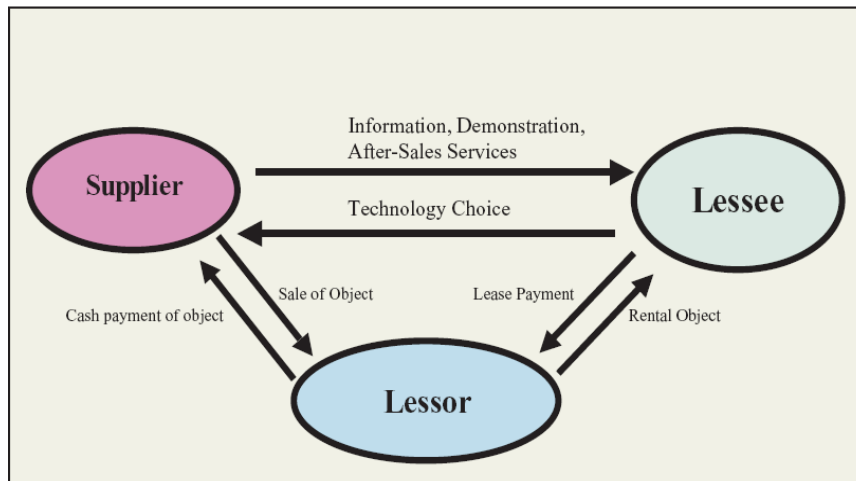 Information, Demonstration,
After-Sales Services
Supplier
Lessee
Technology Choice
Sale of Object
Lease Payment
Cash payment of object
Rental Object
Lessor